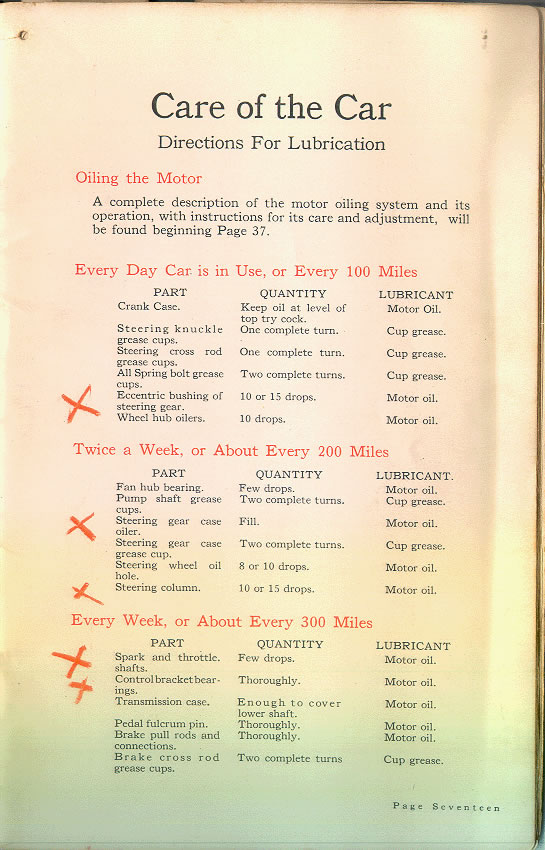 Care of the Car
Directions For Lubrication
Oiling the Motor
A complete description of the motor oiling system and its
operation, with instructions for its care and adjustment, will
be found beginning Page 37.
Every Day Car is in Use, or Every 100 Miles
PART QUANTITY LUBRICANT
Crank Case. Keep oil at level of Motor Oil.
top try cock.
Steering knuckle One complete turn. Cup grease.
grease cups.
Steering cross rod One complete turn. Cup grease.
grease cups.
All Spring bolt grease Two complete turns. Cup grease.
cups.
Eccentric bushing of 10 or 15 drops. Motor oil.
steering gear.
Wheel hub oilers. 10 drops. Motor oil.
Twice a Week, or About Every 200 Miles
PART QUANTITY LUBRICANT.
Fan hub bearing. Few drops. Motor oil.
Pump shaft grease Two complete turns. Cup grease.
cups.
Steering gear case Fill. Motor oil.
oiler.
Steering gear case Two complete turns. Cup grease.
grease cup.
Steering wheel oil 8 or 10 drops. Motor oil.
hole.
Steering column. 10 or 15 drops. Motor oil.
Every Week, or About Every 300 Miles
PART QUANTITY LUBRICANT
Spark and throttle. Few drops. Motor oil.
shafts.
Control bracket bear- Thoroughly. Motor oil.
ings.
Transmission case. Enough to cover Motor oil.
lower shaft.
Pedal fulcrum pin. Thoroughly. Motor oil.
Brake pull rods and Thoroughly. Motor oil.
connections.
Brake cross rod Two complete turns Cup grease.
grease cups.
Page Seventeen